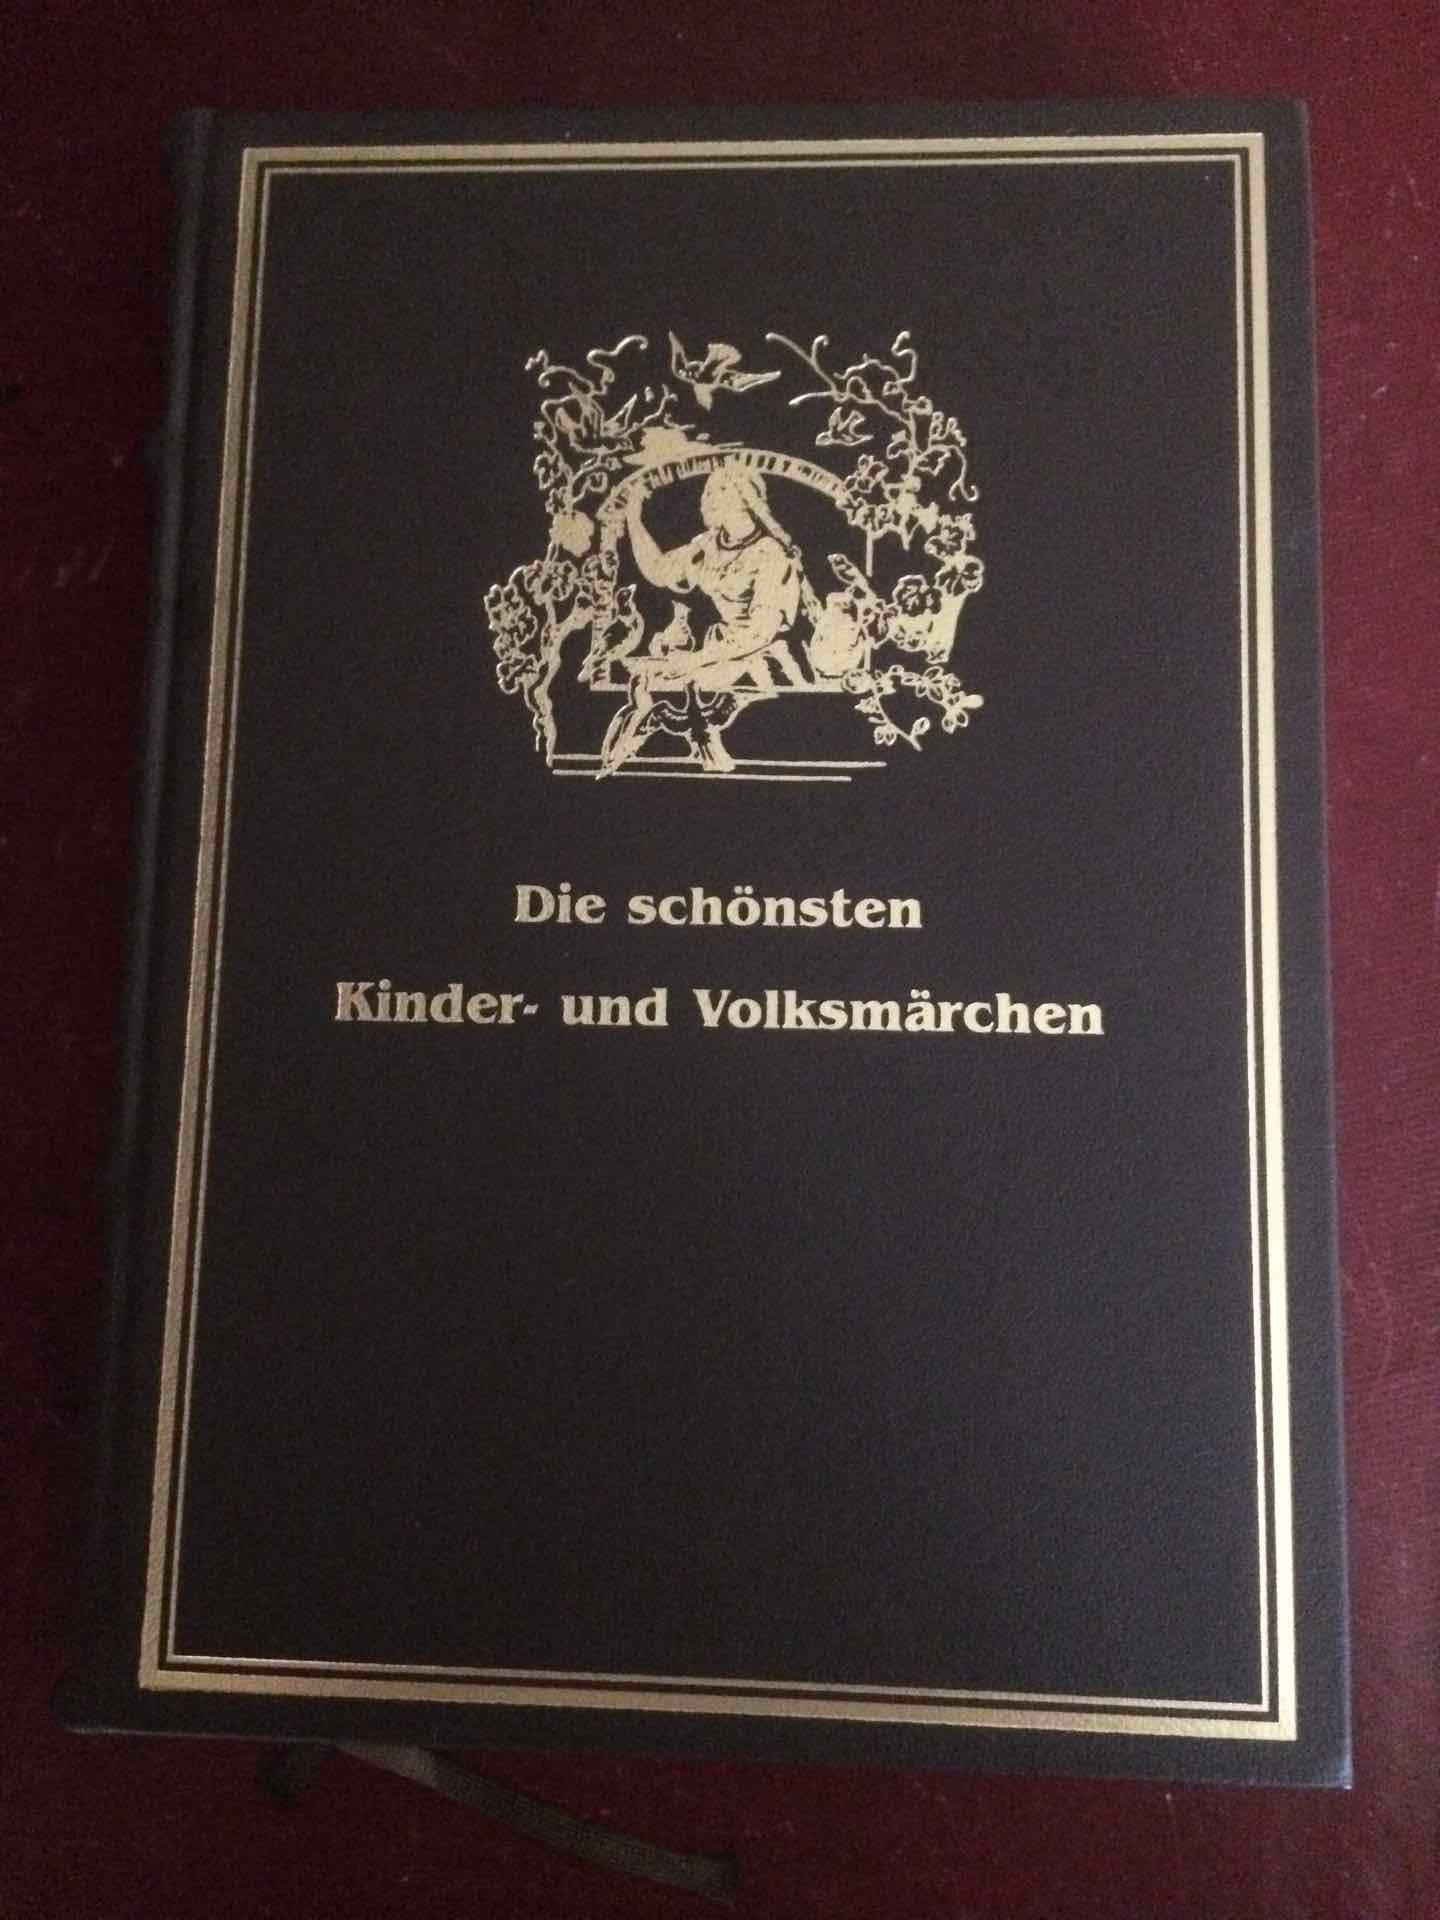 Die schönsten
Kinder- und Volksmärchen